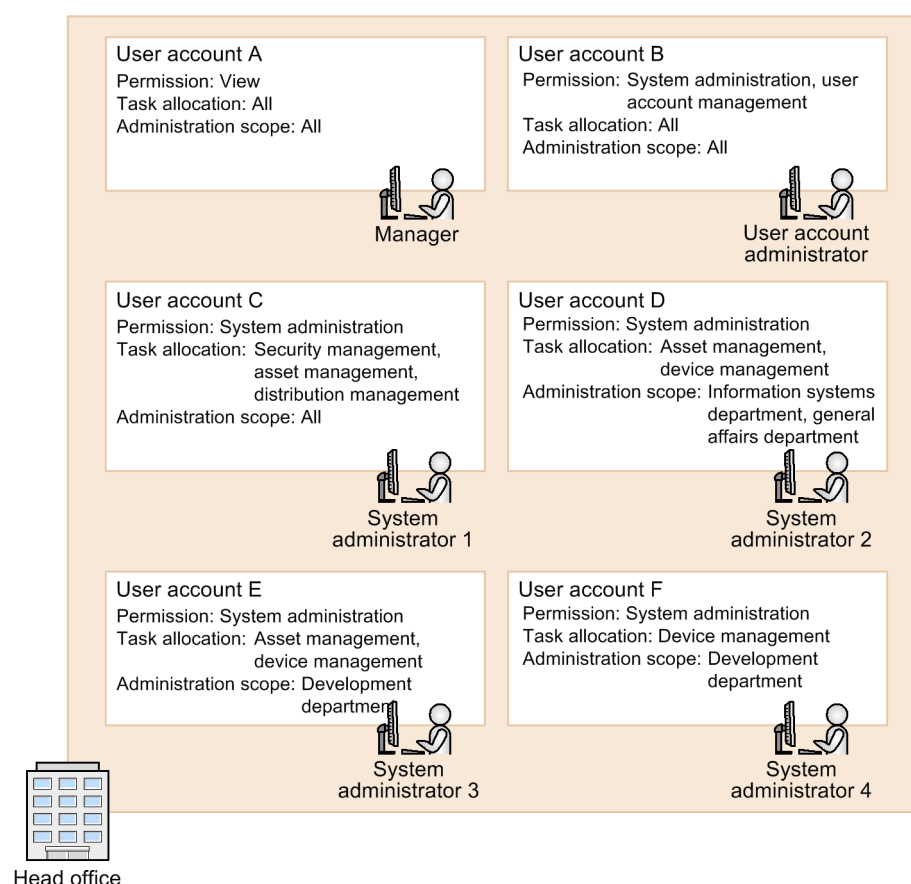 User account A
Permission: View
Task allocation: All
Administration scope: All
Manager
User account B
Permission: System administration, user
account management
Task allocation: All
Administration scope: All
User account
administrator
User account C
Permission: System administration
Task allocation: Security management,
asset management,
distribution management
Administration scope: All
System
administrator 1
User account D
Permission: System administration
Task allocation: Asset management,
device management
Administration scope: Information systems
department, general
affairs department
System
administrator 2
User account E
Permission: System administration
Task allocation: Asset management,
device management
Administration scope: Development
department
System
administrator 3
User account F
Permission: System administration
Task allocation: Device management
Administration scope: Development
department
System
administrator 4
Head office